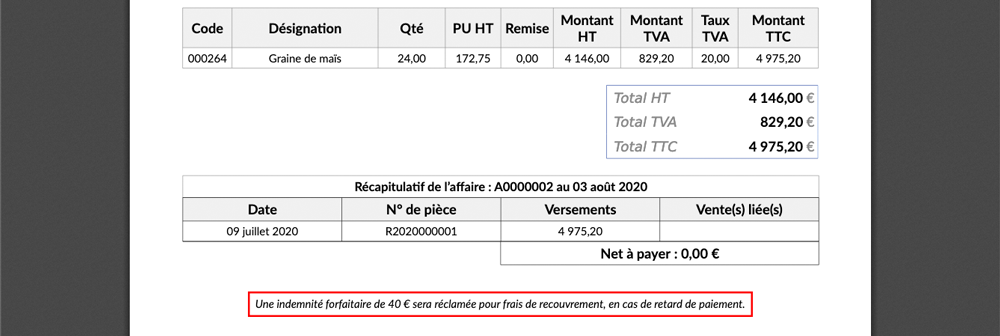 Code Désignation Qté PU HT Remise Montant HT Montant TVA Taux TVA Montant TTC
000264 Graine de maïs 24,00 172,75 0,00 4 146,00 829,20 20,00 4 975,20
Total HT 4 146,00 €
Total TVA 829,20 €
Total TTC 4 975,20 €
Récapitulatif de l'affaire : A0000002 au 03 août 2020
Date N° de pièce Versements Vente(s) liée(s)
09 juillet 2020 R2020000001 4 975,20
Net à payer : 0,00 €
Une indemnité forfaitaire de 40 € sera réclamée pour frais de recouvrement, en cas de retard de paiement.